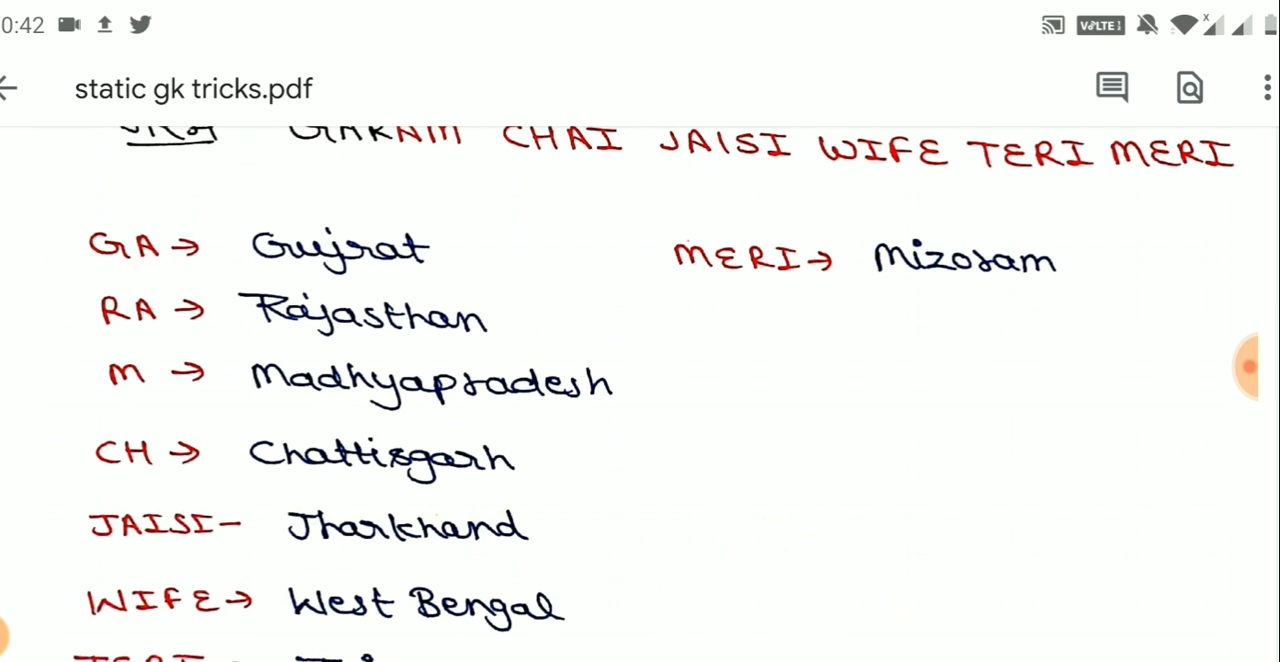 0:42 VoLTE
static gk tricks.pdf
CHAI JAISI WIFE TERI MERI
GA → Gujrat
MERI → Mizoram
RA → Rajasthan
M → Madhyapradesh
CH → Chattisgarh
JAISI - Jharkhand
WIFE → West Bengal